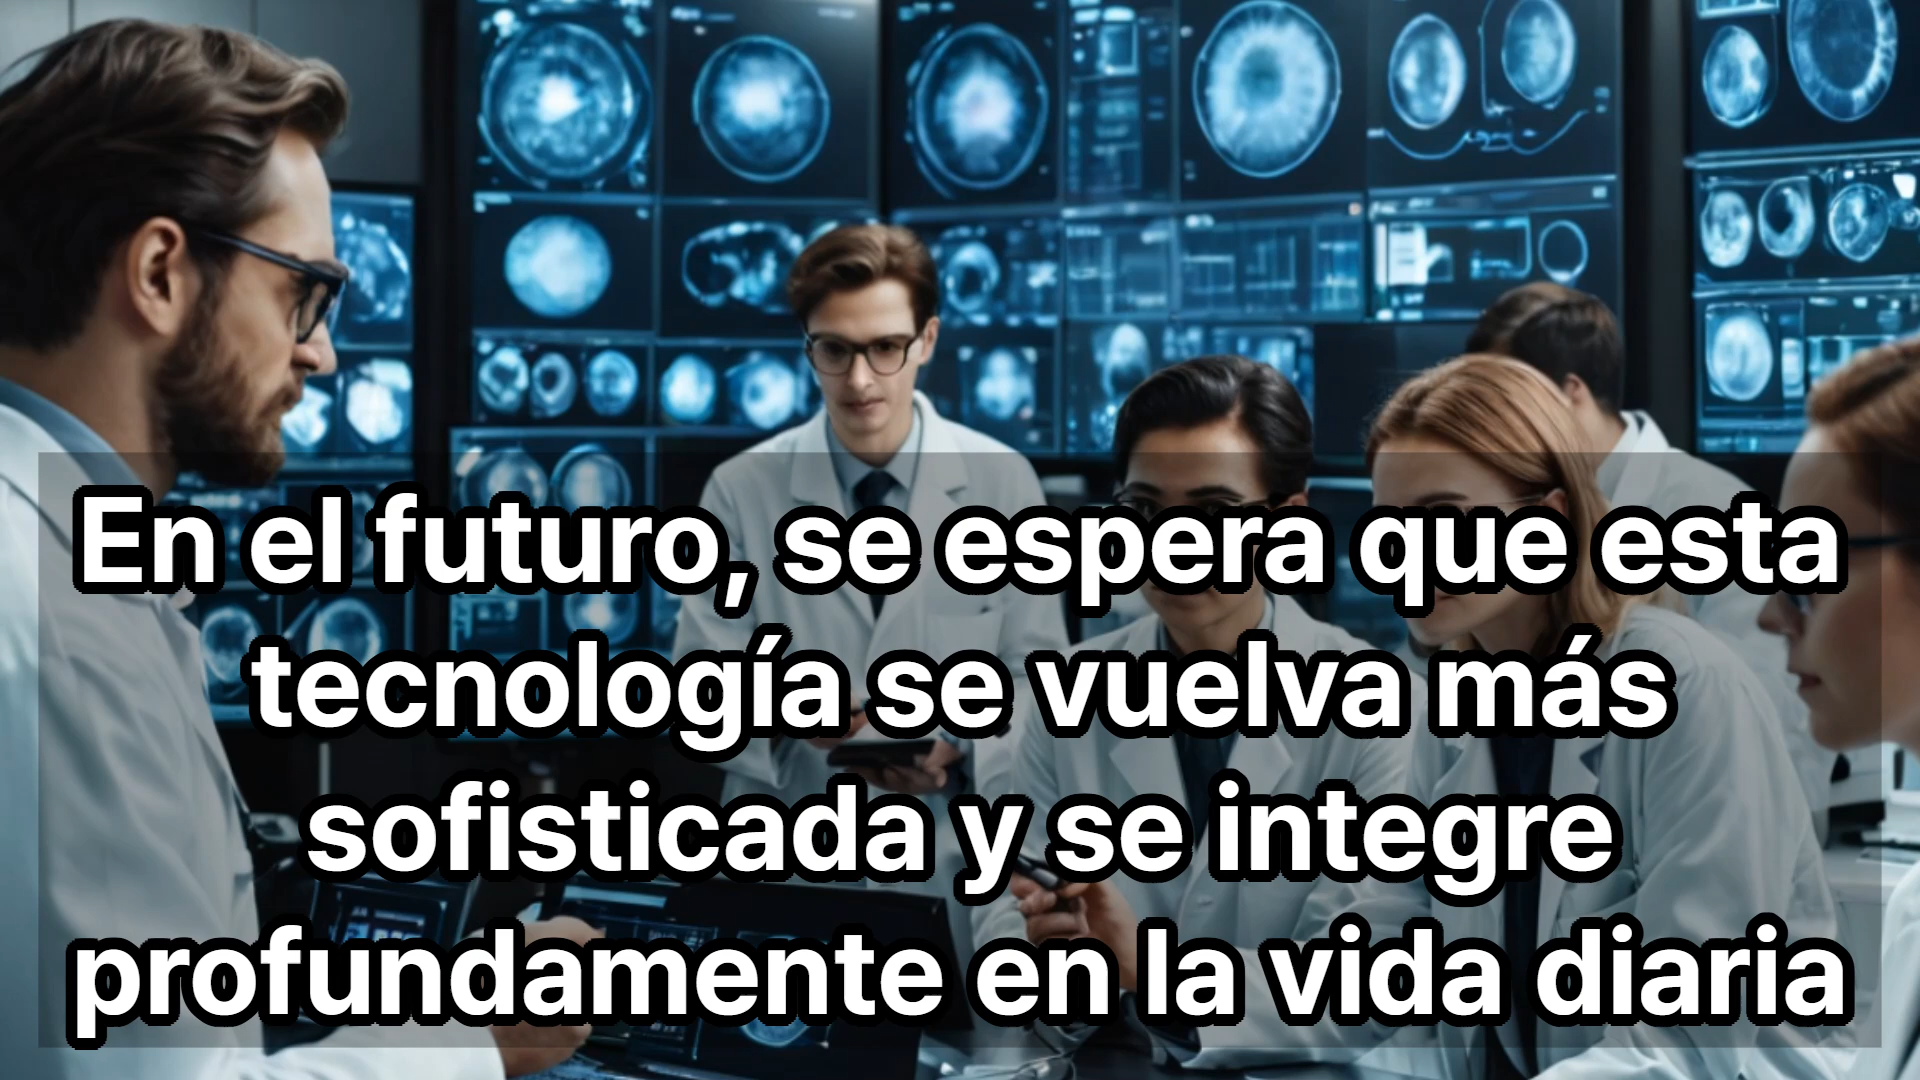 En el futuro, se espera que esta
tecnología se vuelva más
sofisticada y se integre
profundamente en la vida diaria